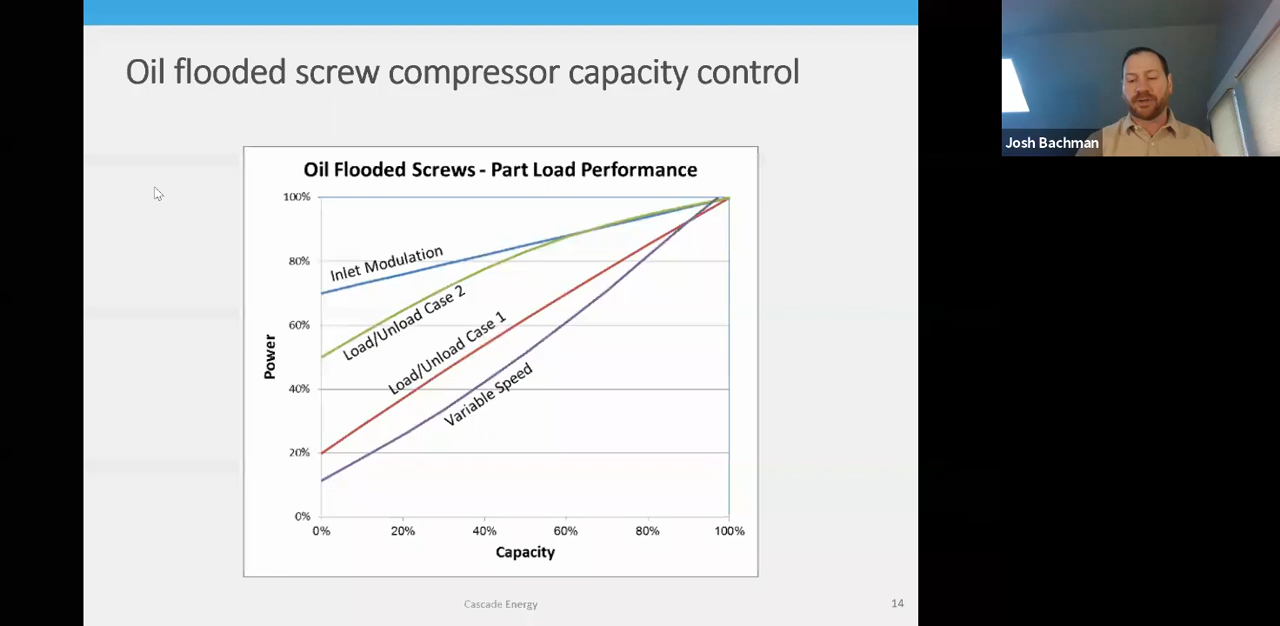 Oil flooded screw compressor capacity control
Josh Bachman
Oil Flooded Screws - Part Load Performance
100%
80%
60%
40%
20%
0%
Power
Inlet Modulation
Load/Unload Case 2
Load/Unload Case 1
Variable Speed
0% 20% 40% 60% 80% 100%
Capacity
Cascade Energy
14